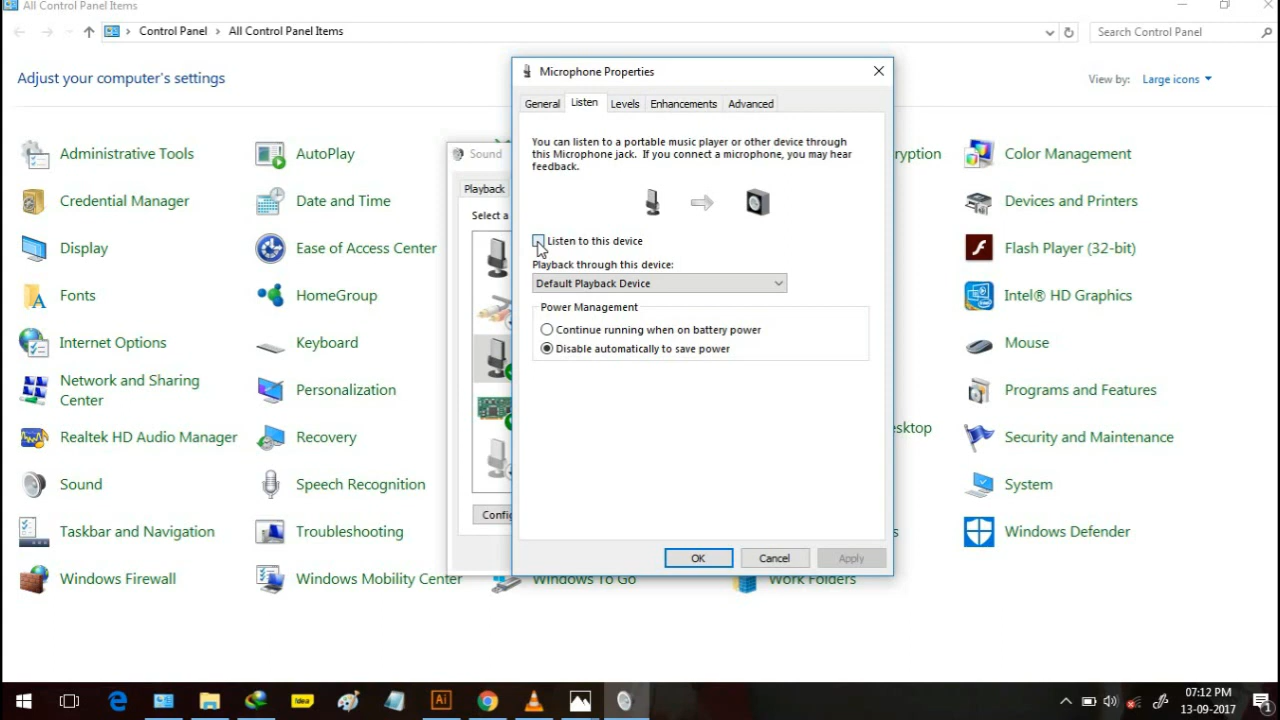 All Control Panel Items
Control Panel
All Control Panel Items
Search Control Panel
Adjust your computer's settings
View by:
Large icons
Administrative Tools
AutoPlay
ryption
Color Management
Credential Manager
Date and Time
Devices and Printers
Display
Ease of Access Center
Flash Player (32-bit)
Fonts
HomeGroup
Intel® HD Graphics
Internet Options
Keyboard
Mouse
Network and Sharing
Center
Personalization
Programs and Features
Realtek HD Audio Manager
Recovery
esktop
Security and Maintenance
Sound
Speech Recognition
System
Taskbar and Navigation
Troubleshooting
s
Windows Defender
Windows Firewall
Windows Mobility Center
Windows To Go
Work Folders
Sound
Playback
Select a
Config
Microphone Properties
General
Listen
Levels
Enhancements
Advanced
You can listen to a portable music player or other device through
this Microphone jack. If you connect a microphone, you may hear
feedback.
Listen to this device
Playback through this device:
Default Playback Device
Power Management
Continue running when on battery power
Disable automatically to save power
OK
Cancel
Apply
Idea
Ai
07:12 PM
13-09-2017
1